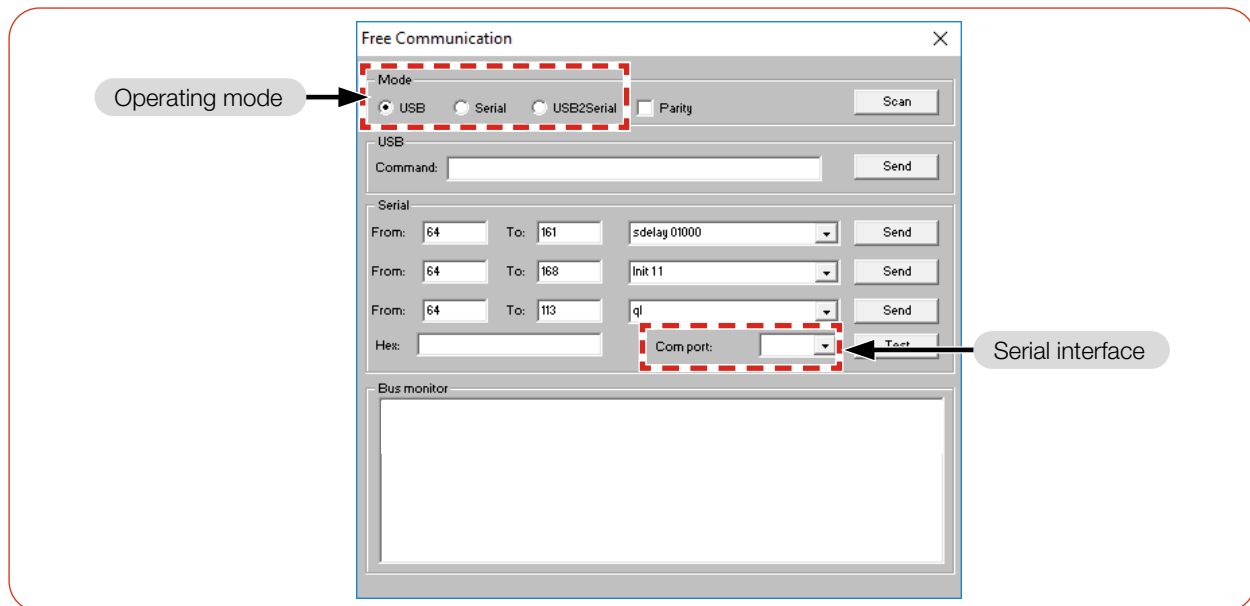 Free Communication
Mode
Operating mode
USB Serial USB2Serial Parity Scan
USB
Command: Send
Serial
From: 64 To: 161 sdelay 01000 Send
From: 64 To: 168 Init 11 Send
From: 64 To: 113 ql Send
Hex: Com port: Test
Serial interface
Bus monitor